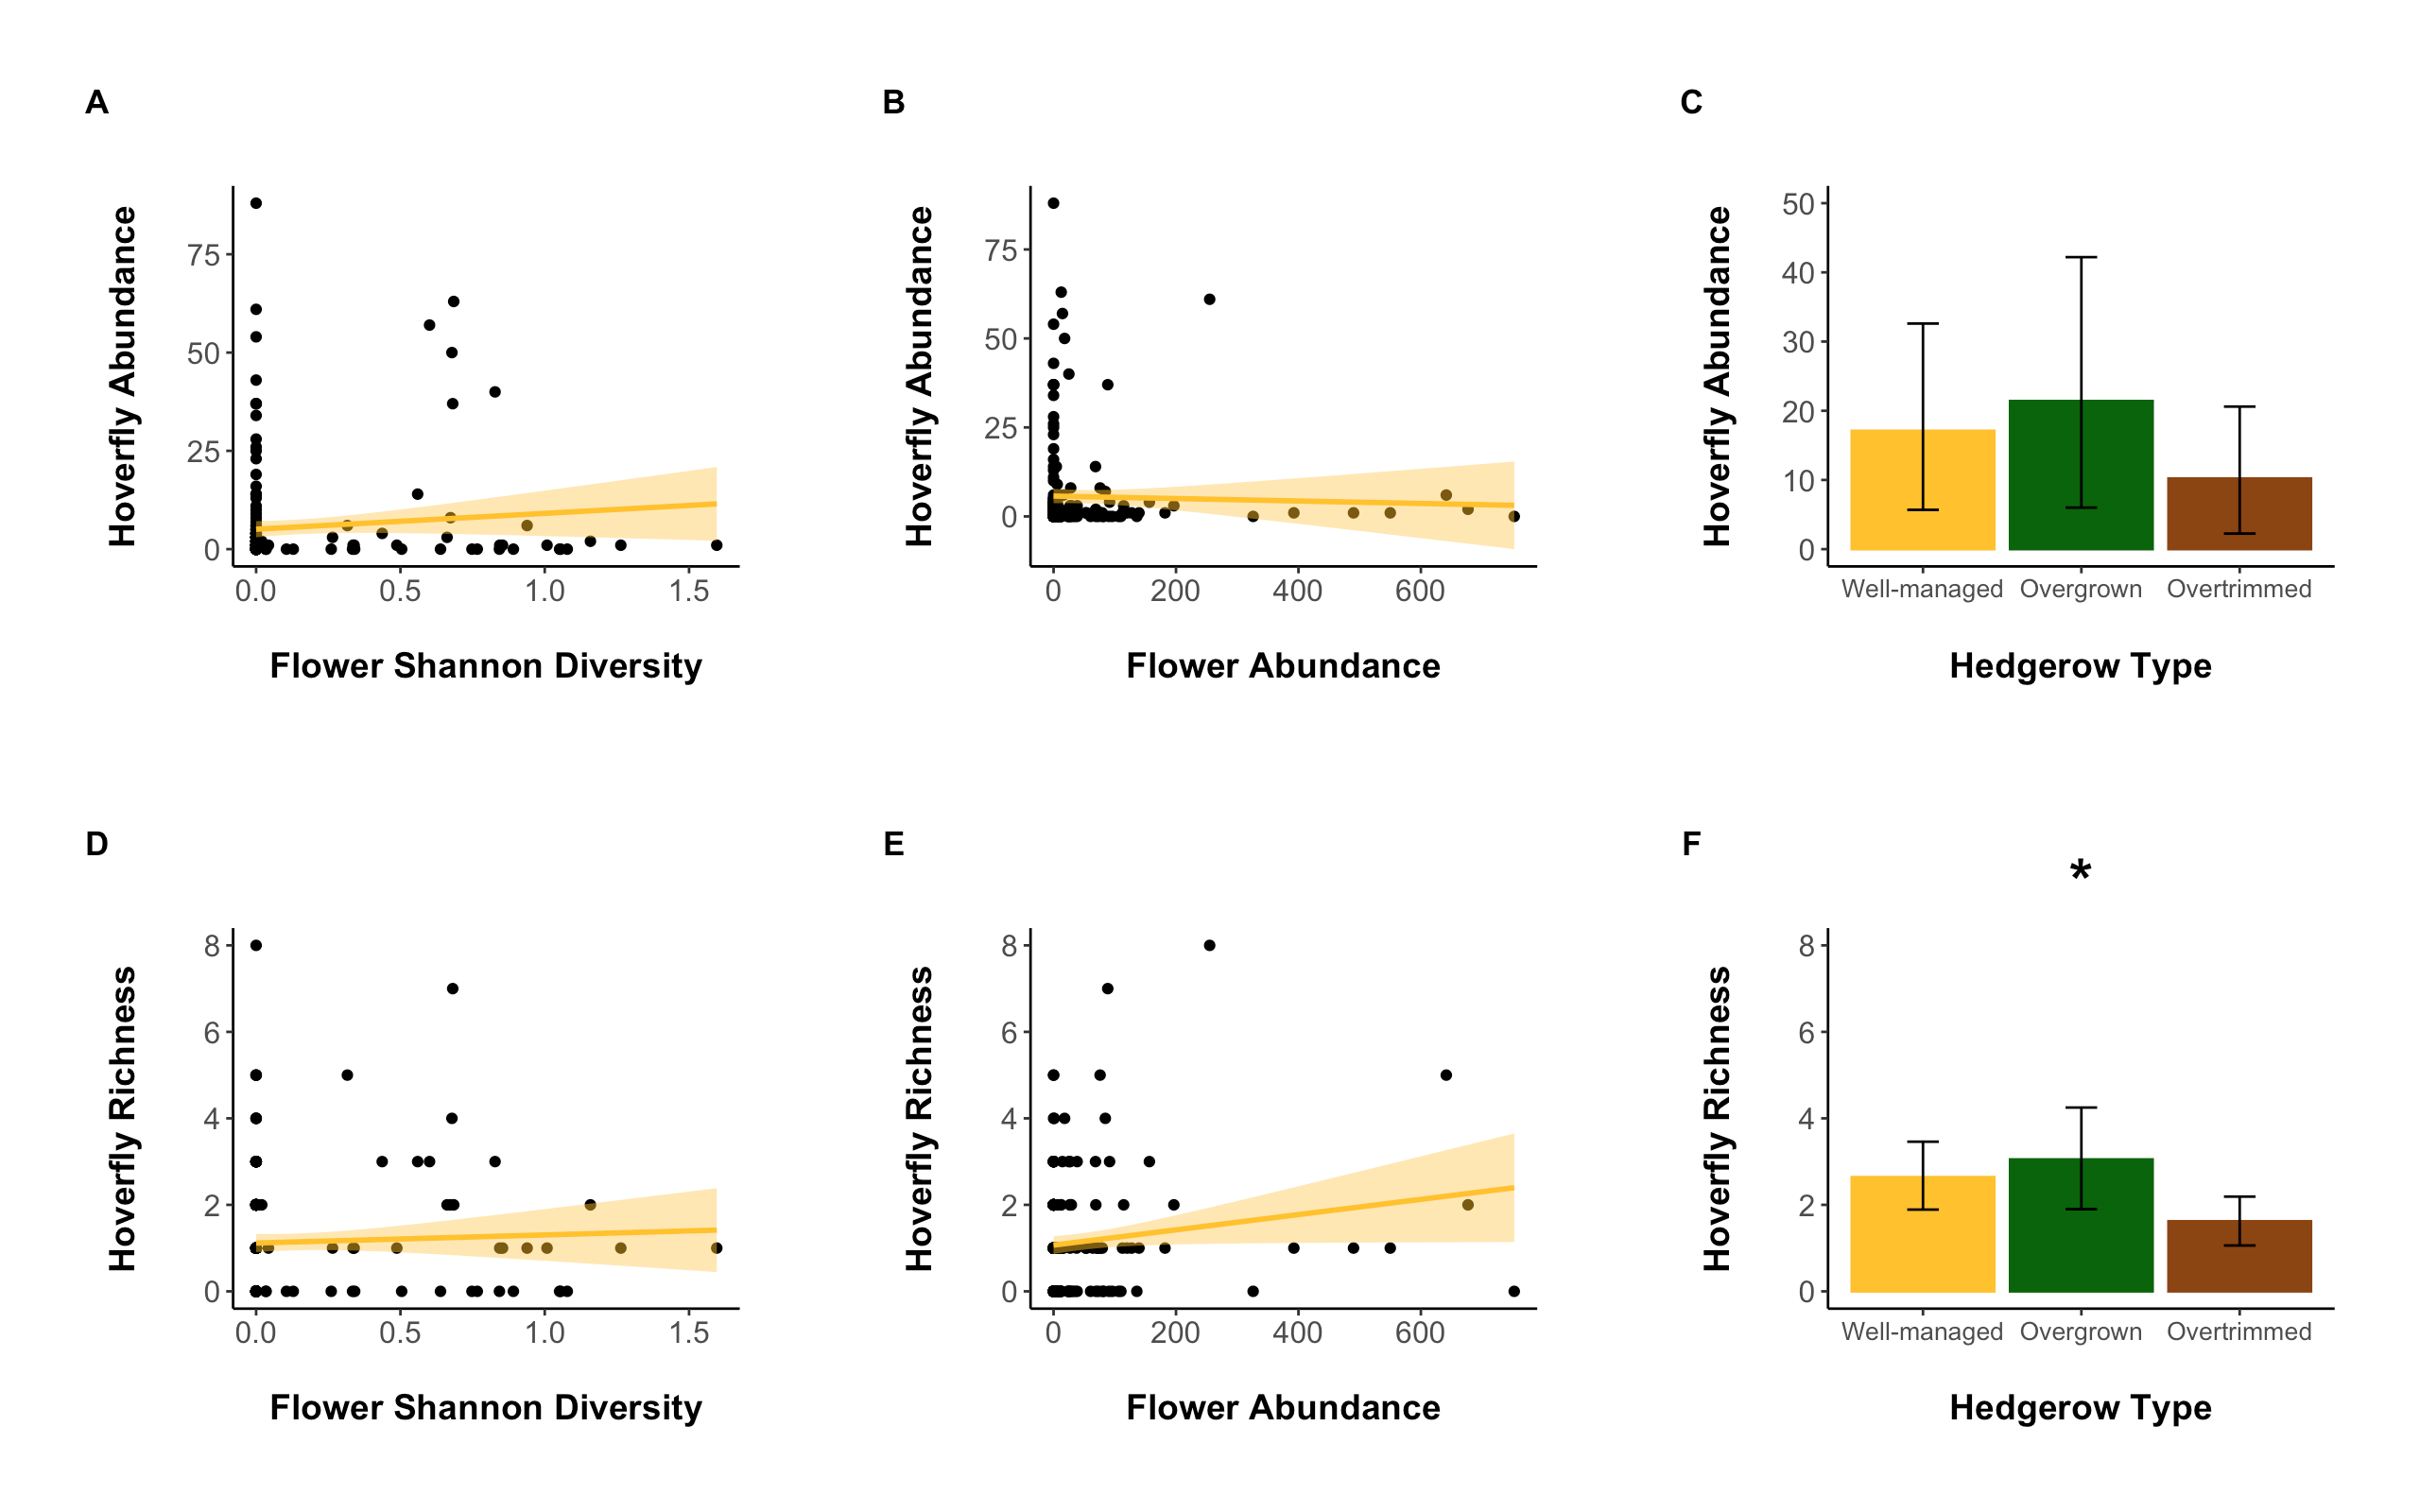 A
Hoverfly Abundance
75
50
25
0
0.0 0.5 1.0 1.5
Flower Shannon Diversity
B
Hoverfly Abundance
75
50
25
0
0 200 400 600
Flower Abundance
C
Hoverfly Abundance
50
40
30
20
10
0
Well-managed Overgrown Overtrimmed
Hedgerow Type
D
Hoverfly Richness
8
6
4
2
0
0.0 0.5 1.0 1.5
Flower Shannon Diversity
E
Hoverfly Richness
8
6
4
2
0
0 200 400 600
Flower Abundance
F
*
Hoverfly Richness
8
6
4
2
0
Well-managed Overgrown Overtrimmed
Hedgerow Type